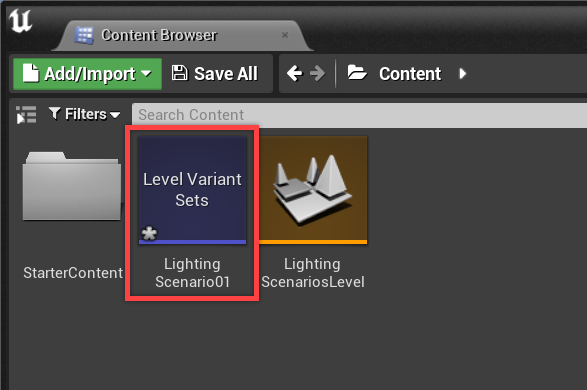 Content Browser
Add/Import Save All Content
Filters Search Content
Level Variant
Sets
StarterContent
Lighting
Scenario01
Lighting
ScenariosLevel